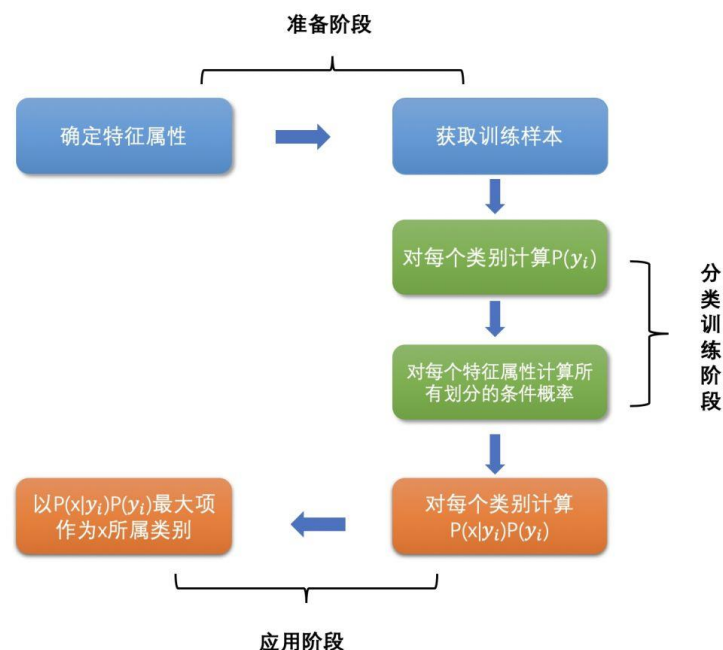 准备阶段
确定特征属性
获取训练样本
对每个类别计算P(yᵢ)
对每个特征属性计算所
有划分的条件概率
分类训练阶段
对每个类别计算
P(x|yᵢ)P(yᵢ)
以P(x|yᵢ)P(yᵢ)最大项
作为x所属类别
应用阶段